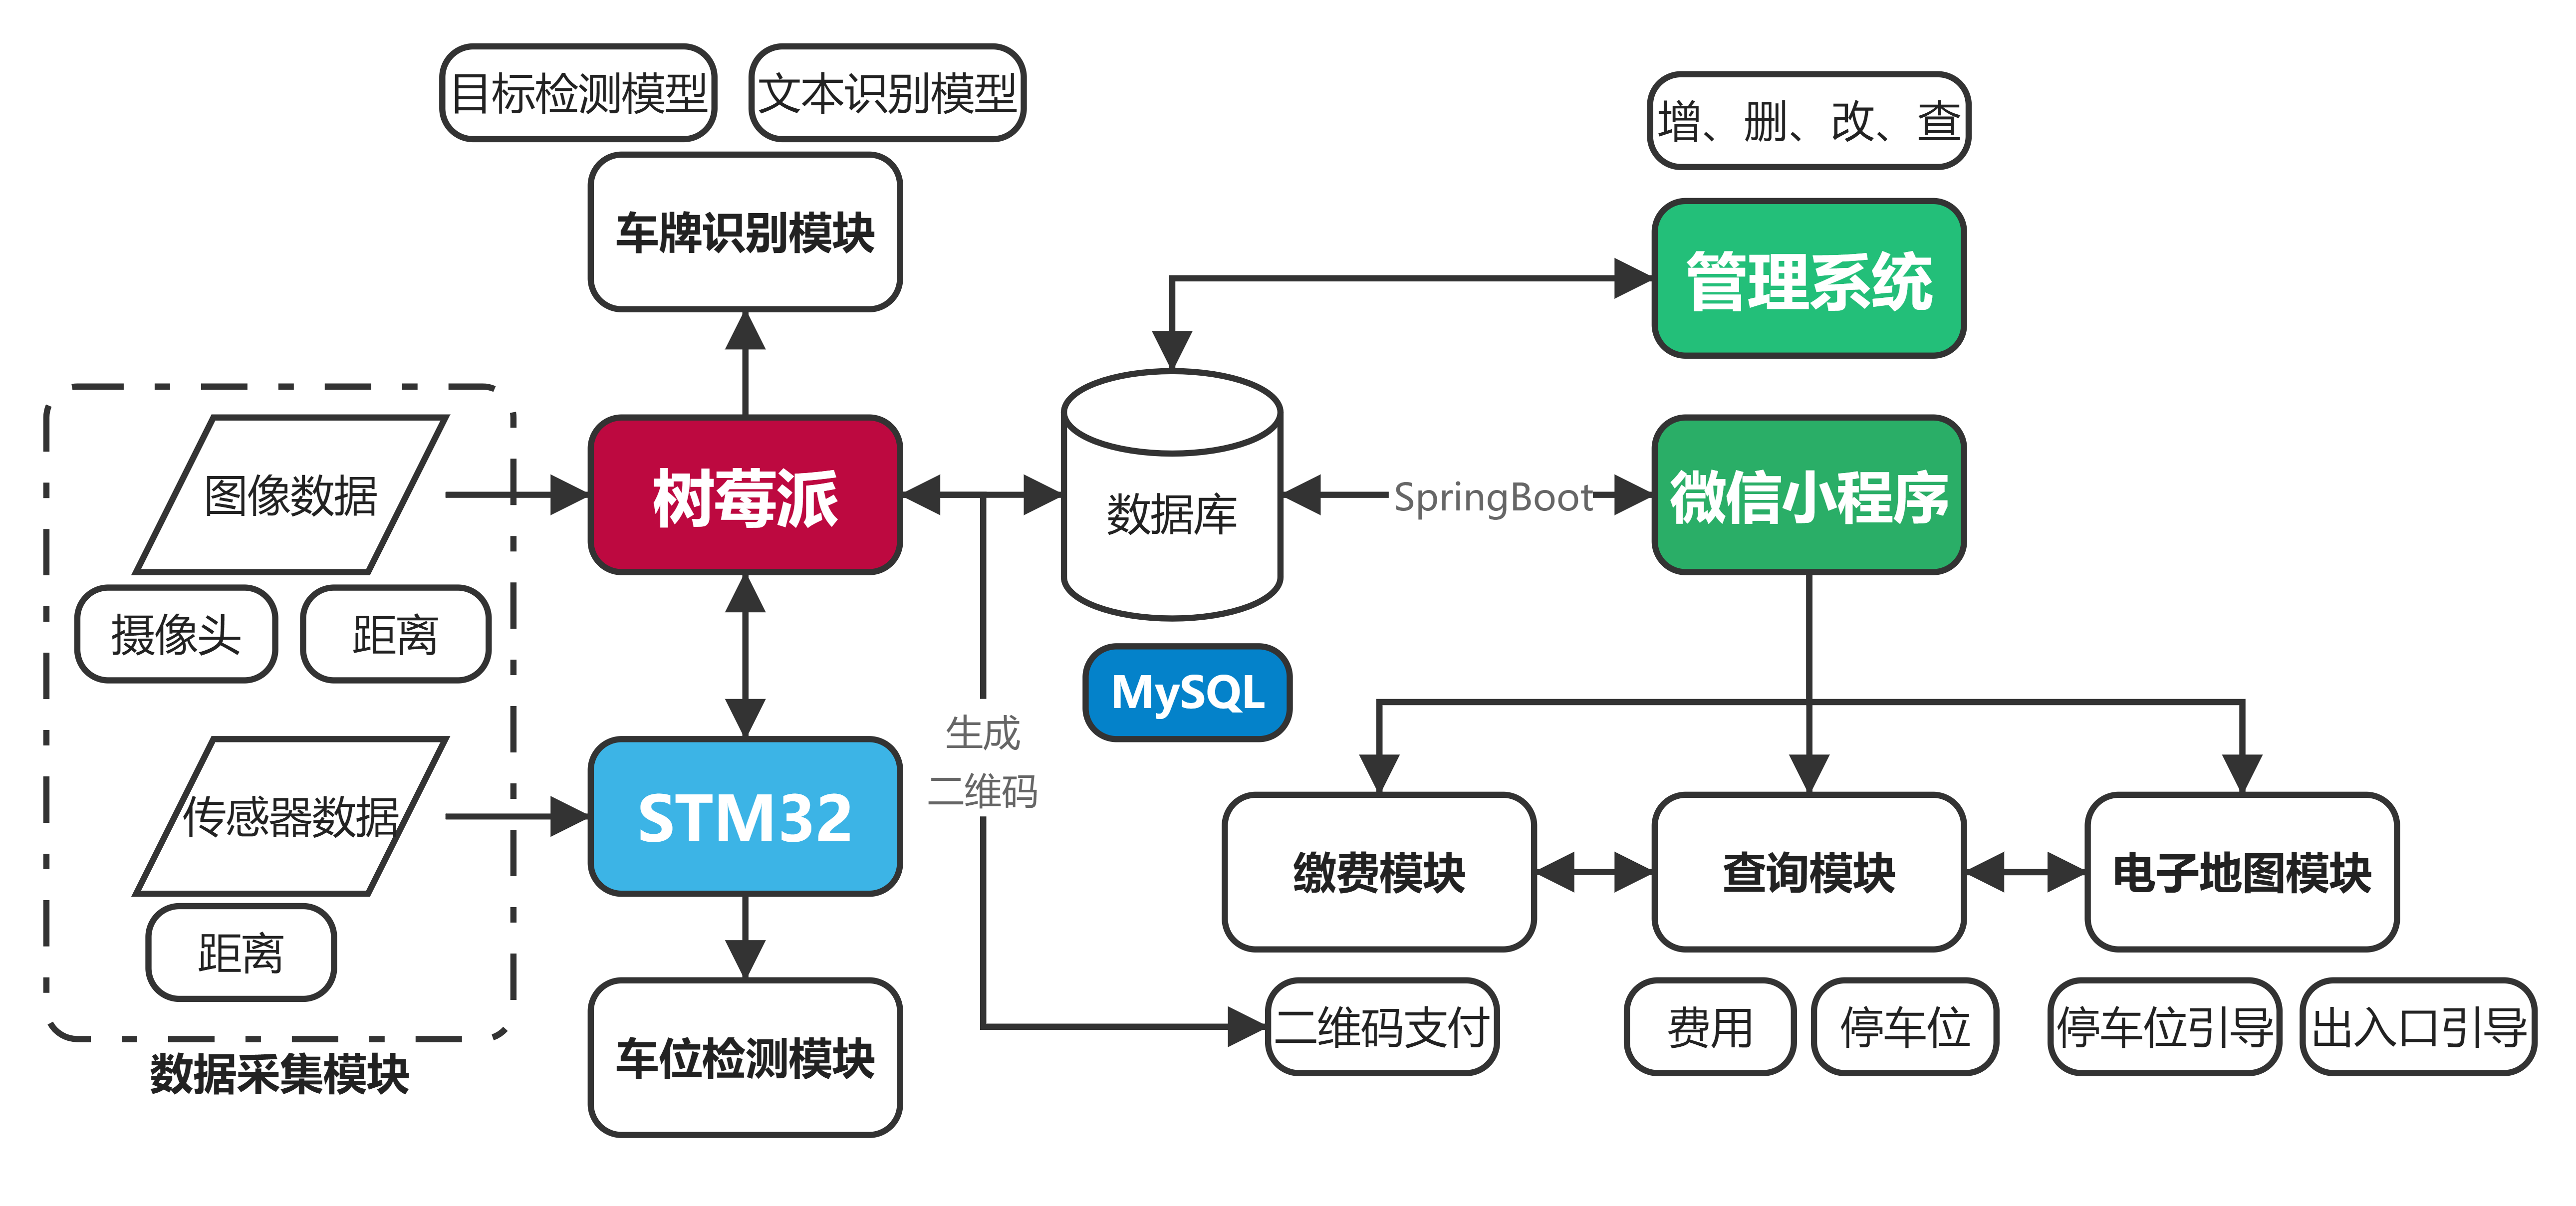 目标检测模型
文本识别模型
车牌识别模块
增、删、改、查
管理系统
图像数据
树莓派
数据库
SpringBoot
微信小程序
摄像头
距离
MySQL
生成
二维码
传感器数据
STM32
缴费模块
查询模块
电子地图模块
距离
二维码支付
费用
停车位
停车位引导
出入口引导
车位检测模块
数据采集模块